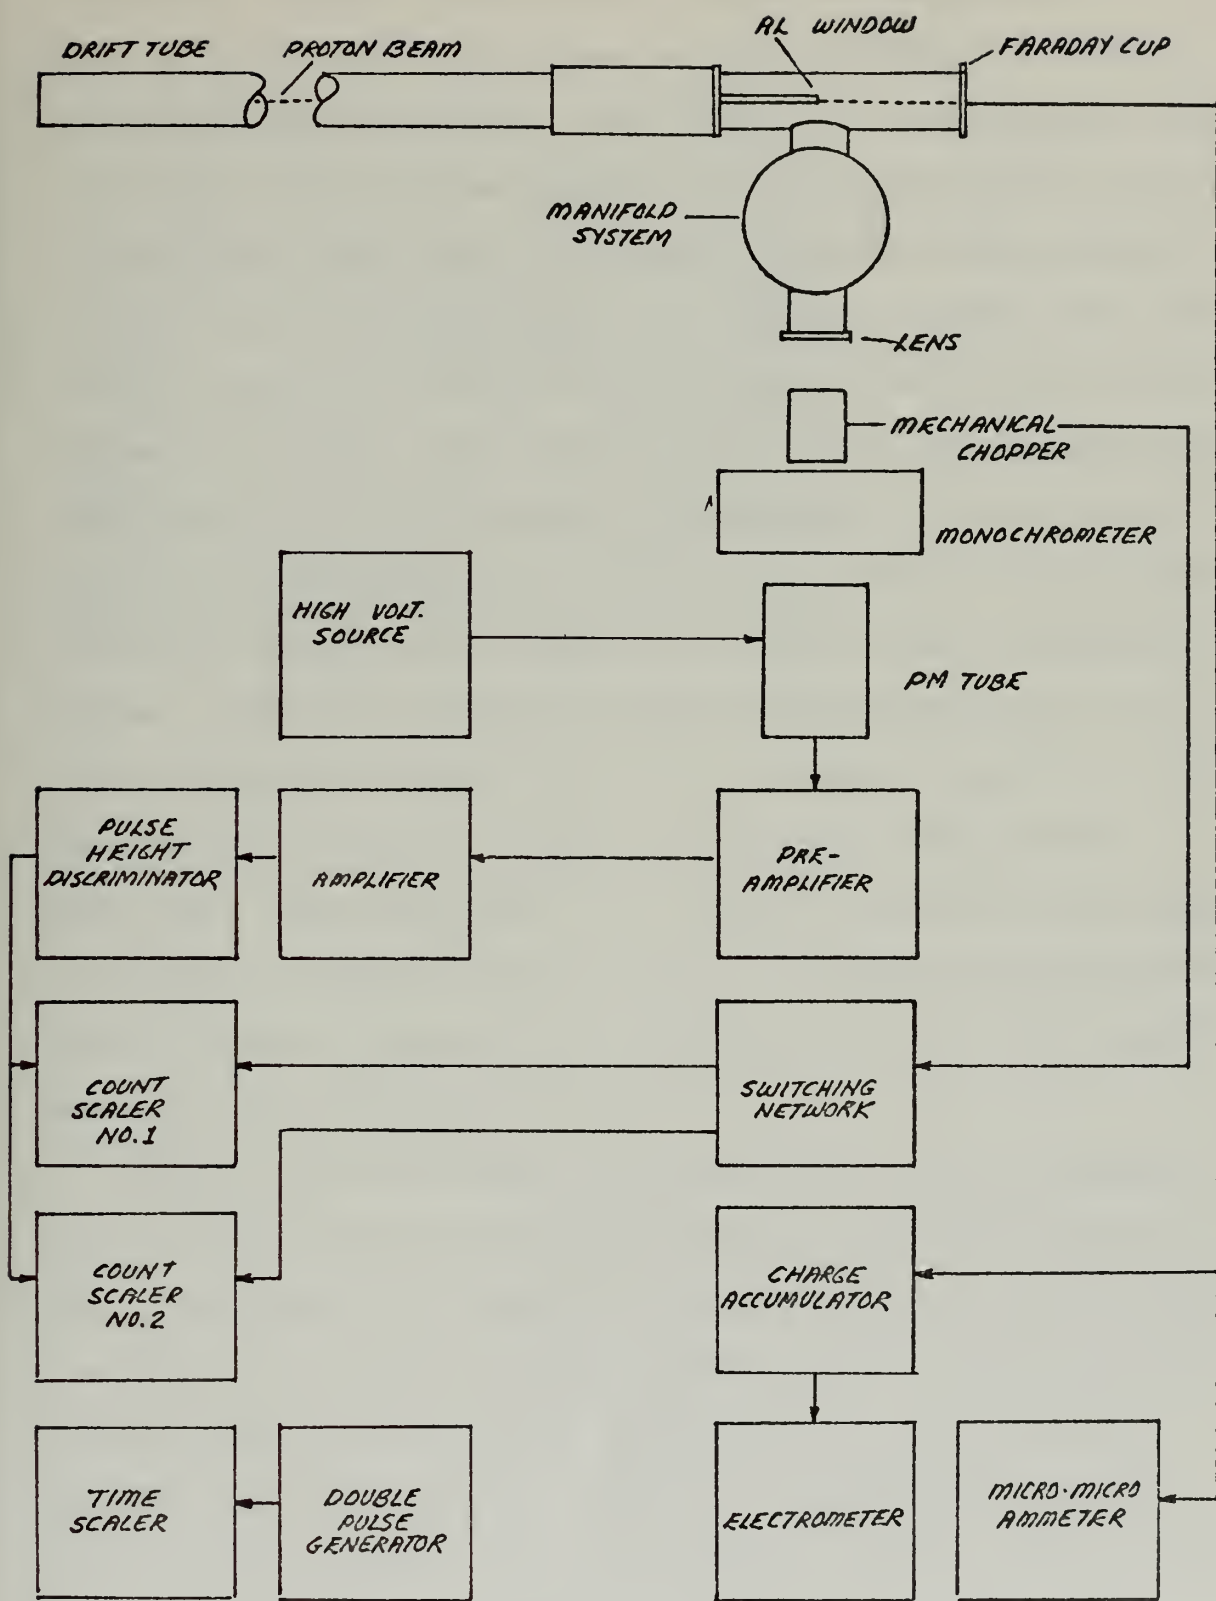 DRIFT TUBE
PROTON BEAM
AL WINDOW
FARADAY CUP
MANIFOLD
SYSTEM
LENS
MECHANICAL
CHOPPER
MONOCHROMETER
HIGH VOLT.
SOURCE
PM TUBE
PULSE
HEIGHT
DISCRIMINATOR
AMPLIFIER
PRE-
AMPLIFIER
COUNT
SCALER
NO.1
SWITCHING
NETWORK
COUNT
SCALER
NO.2
CHARGE
ACCUMULATOR
TIME
SCALER
DOUBLE
PULSE
GENERATOR
ELECTROMETER
MICRO-MICRO
AMMETER